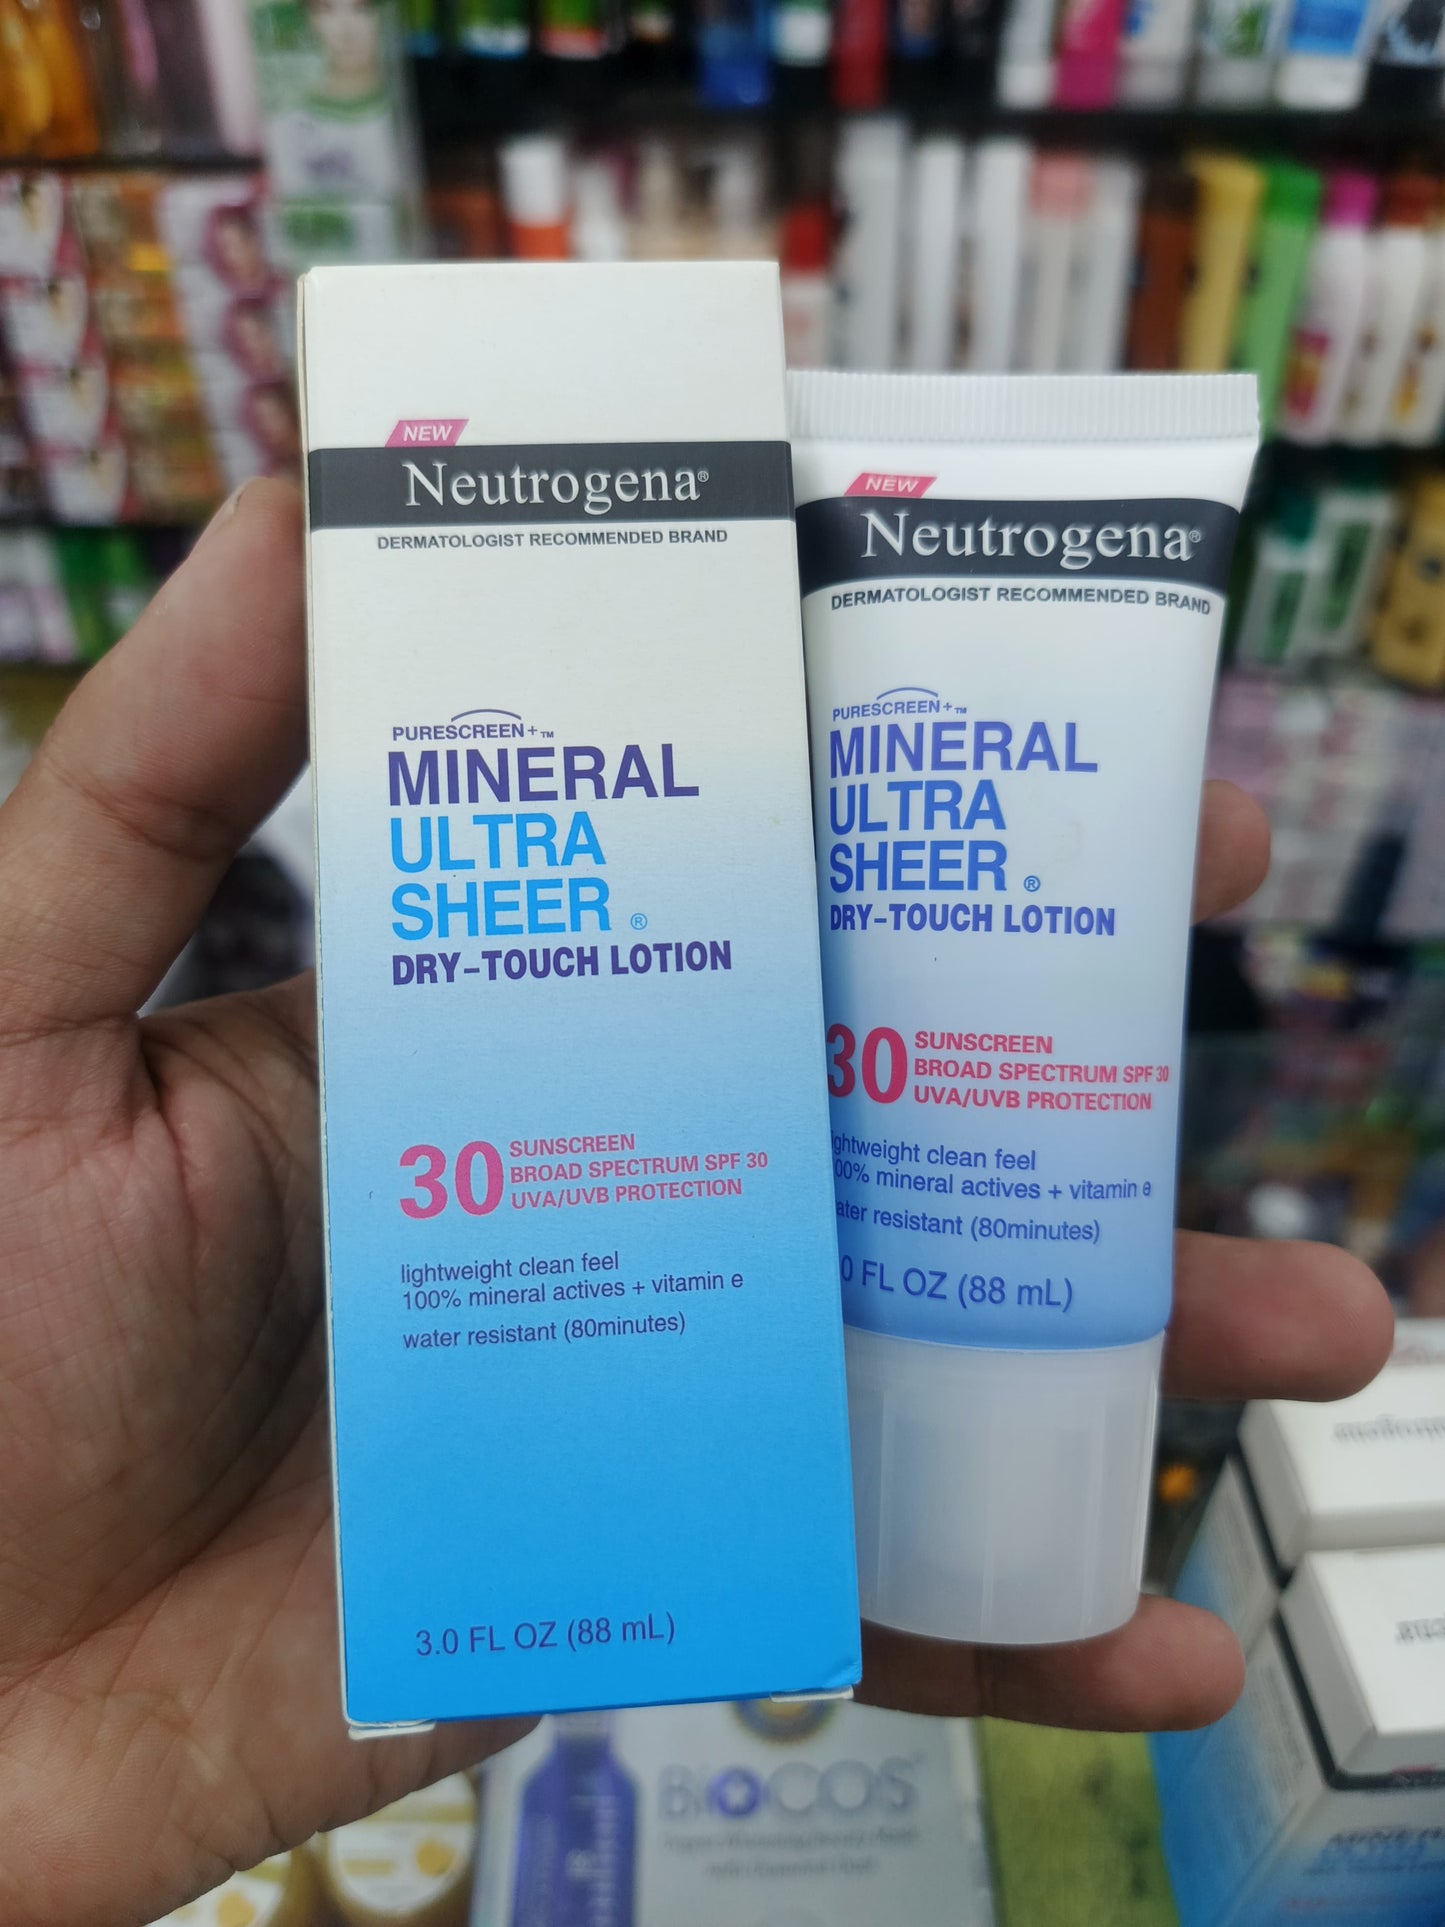 NEW
Neutrogena®
DERMATOLOGIST RECOMMENDED BRAND
PURESCREEN+™
MINERAL
ULTRA
SHEER ®
DRY-TOUCH LOTION
30
SUNSCREEN
BROAD SPECTRUM SPF 30
UVA/UVB PROTECTION
lightweight clean feel
100% mineral actives + vitamin e
water resistant (80minutes)
3.0 FL OZ (88 mL)
NEW
Neutrogena®
DERMATOLOGIST RECOMMENDED BRAND
PURESCREEN+™
MINERAL
ULTRA
SHEER ®
DRY-TOUCH LOTION
30
SUNSCREEN
BROAD SPECTRUM SPF 30
UVA/UVB PROTECTION
ightweight clean feel
00% mineral actives + vitamin e
ater resistant (80minutes)
0 FL OZ (88 mL)
BIOCOS